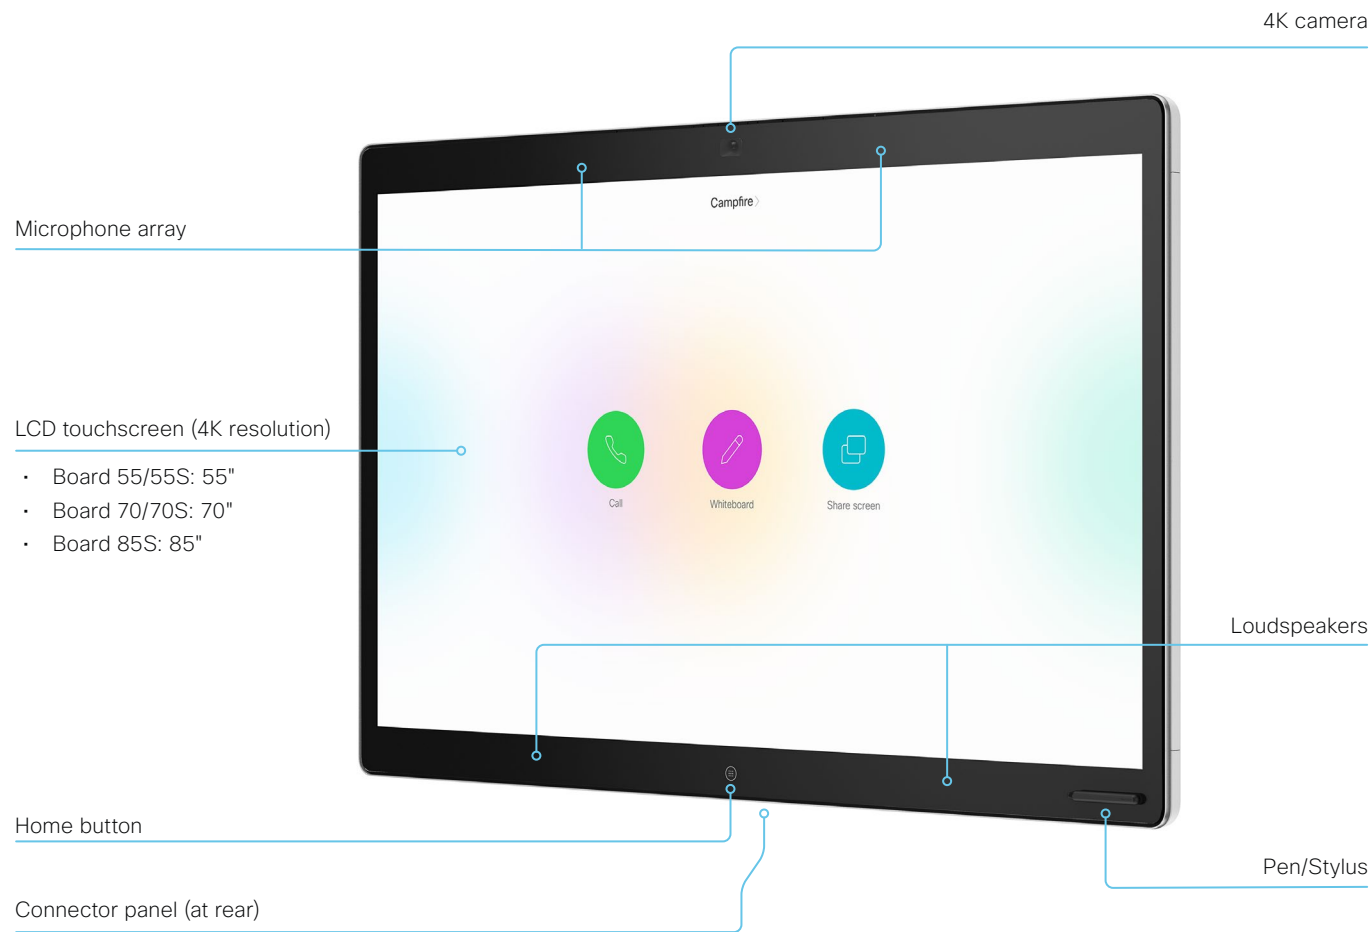 4K camera
Campfire
Microphone array
LCD touchscreen (4K resolution)
· Board 55/55S: 55"
· Board 70/70S: 70"
· Board 85S: 85"
Call
Whiteboard
Share screen
Loudspeakers
Home button
Pen/Stylus
Connector panel (at rear)